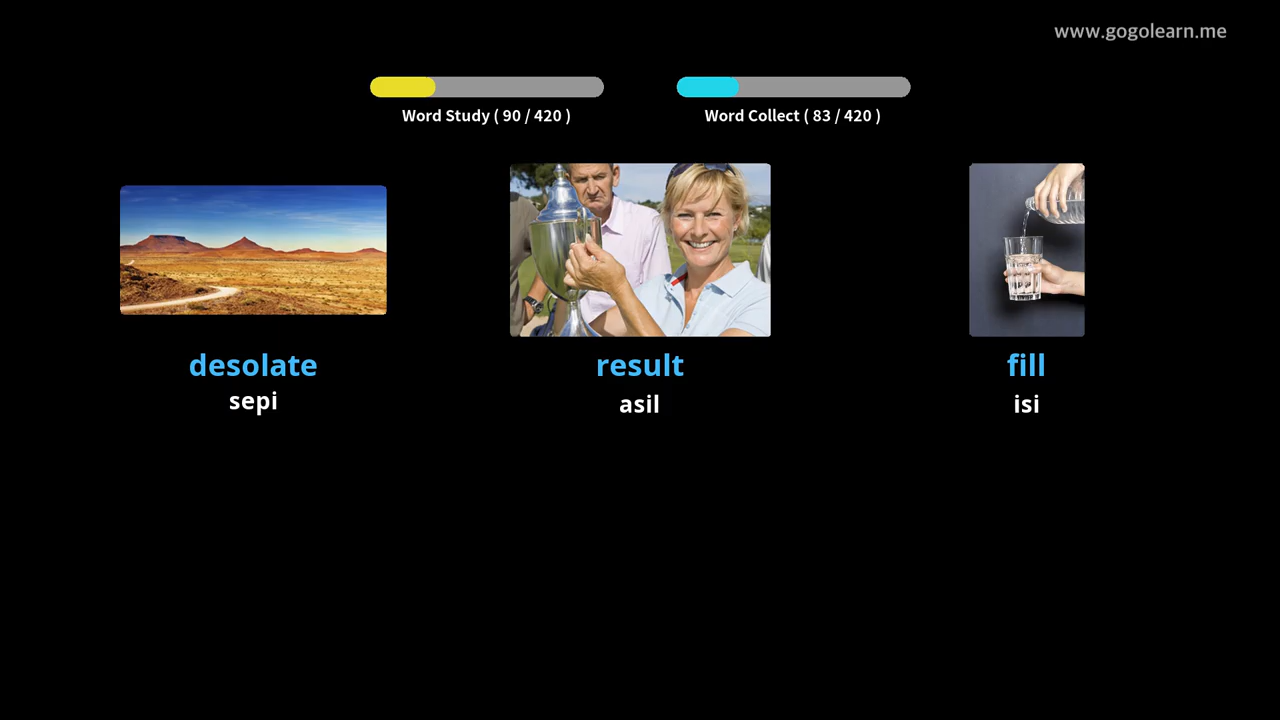 www.gogolearn.me
Word Study ( 90 / 420 )
Word Collect ( 83 / 420 )
desolate
sepi
result
asil
fill
isi